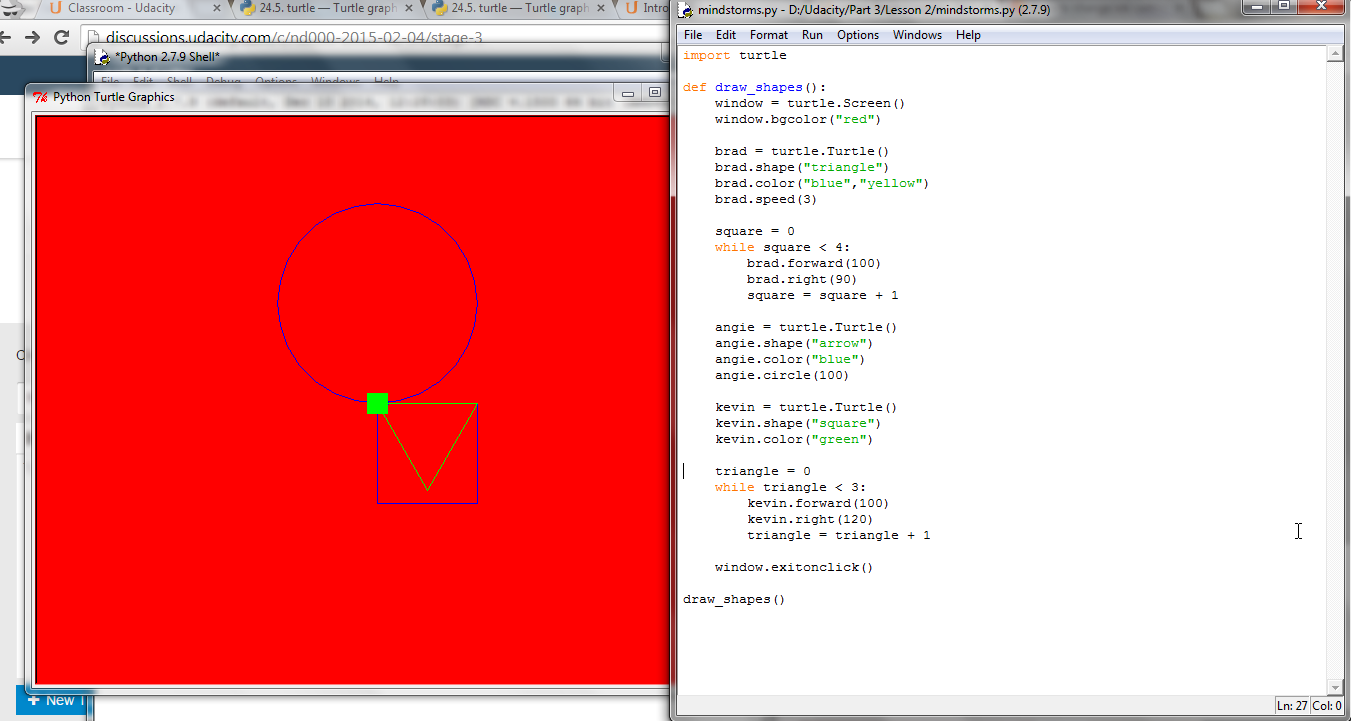 Classroom - Udacity
24.5. turtle — Turtle graph
24.5. turtle — Turtle graph
Intro
discussions.udacity.com/c/nd000-2015-02-04/stage-3
*Python 2.7.9 Shell*
File Edit Shell Debug Options Windows Help
Python Turtle Graphics
+ New
mindstorms.py - D:/Udacity/Part 3/Lesson 2/mindstorms.py (2.7.9)
File Edit Format Run Options Windows Help
import turtle
def draw_shapes():
    window = turtle.Screen()
    window.bgcolor("red")
    brad = turtle.Turtle()
    brad.shape("triangle")
    brad.color("blue","yellow")
    brad.speed(3)
    square = 0
    while square < 4:
        brad.forward(100)
        brad.right(90)
        square = square + 1
    angie = turtle.Turtle()
    angie.shape("arrow")
    angie.color("blue")
    angie.circle(100)
    kevin = turtle.Turtle()
    kevin.shape("square")
    kevin.color("green")
    triangle = 0
    while triangle < 3:
        kevin.forward(100)
        kevin.right(120)
        triangle = triangle + 1
    window.exitonclick()
draw_shapes()
Ln: 27 Col: 0